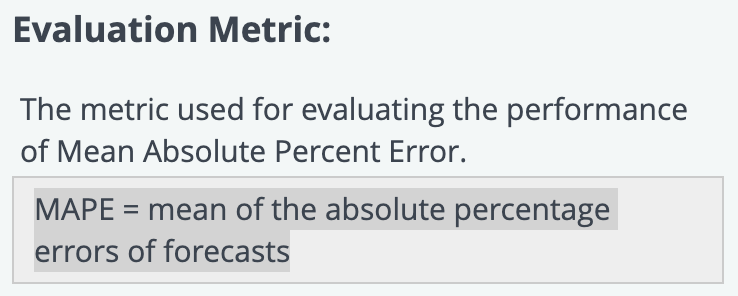 Evaluation Metric:
The metric used for evaluating the performance
of Mean Absolute Percent Error.
MAPE = mean of the absolute percentage
errors of forecasts